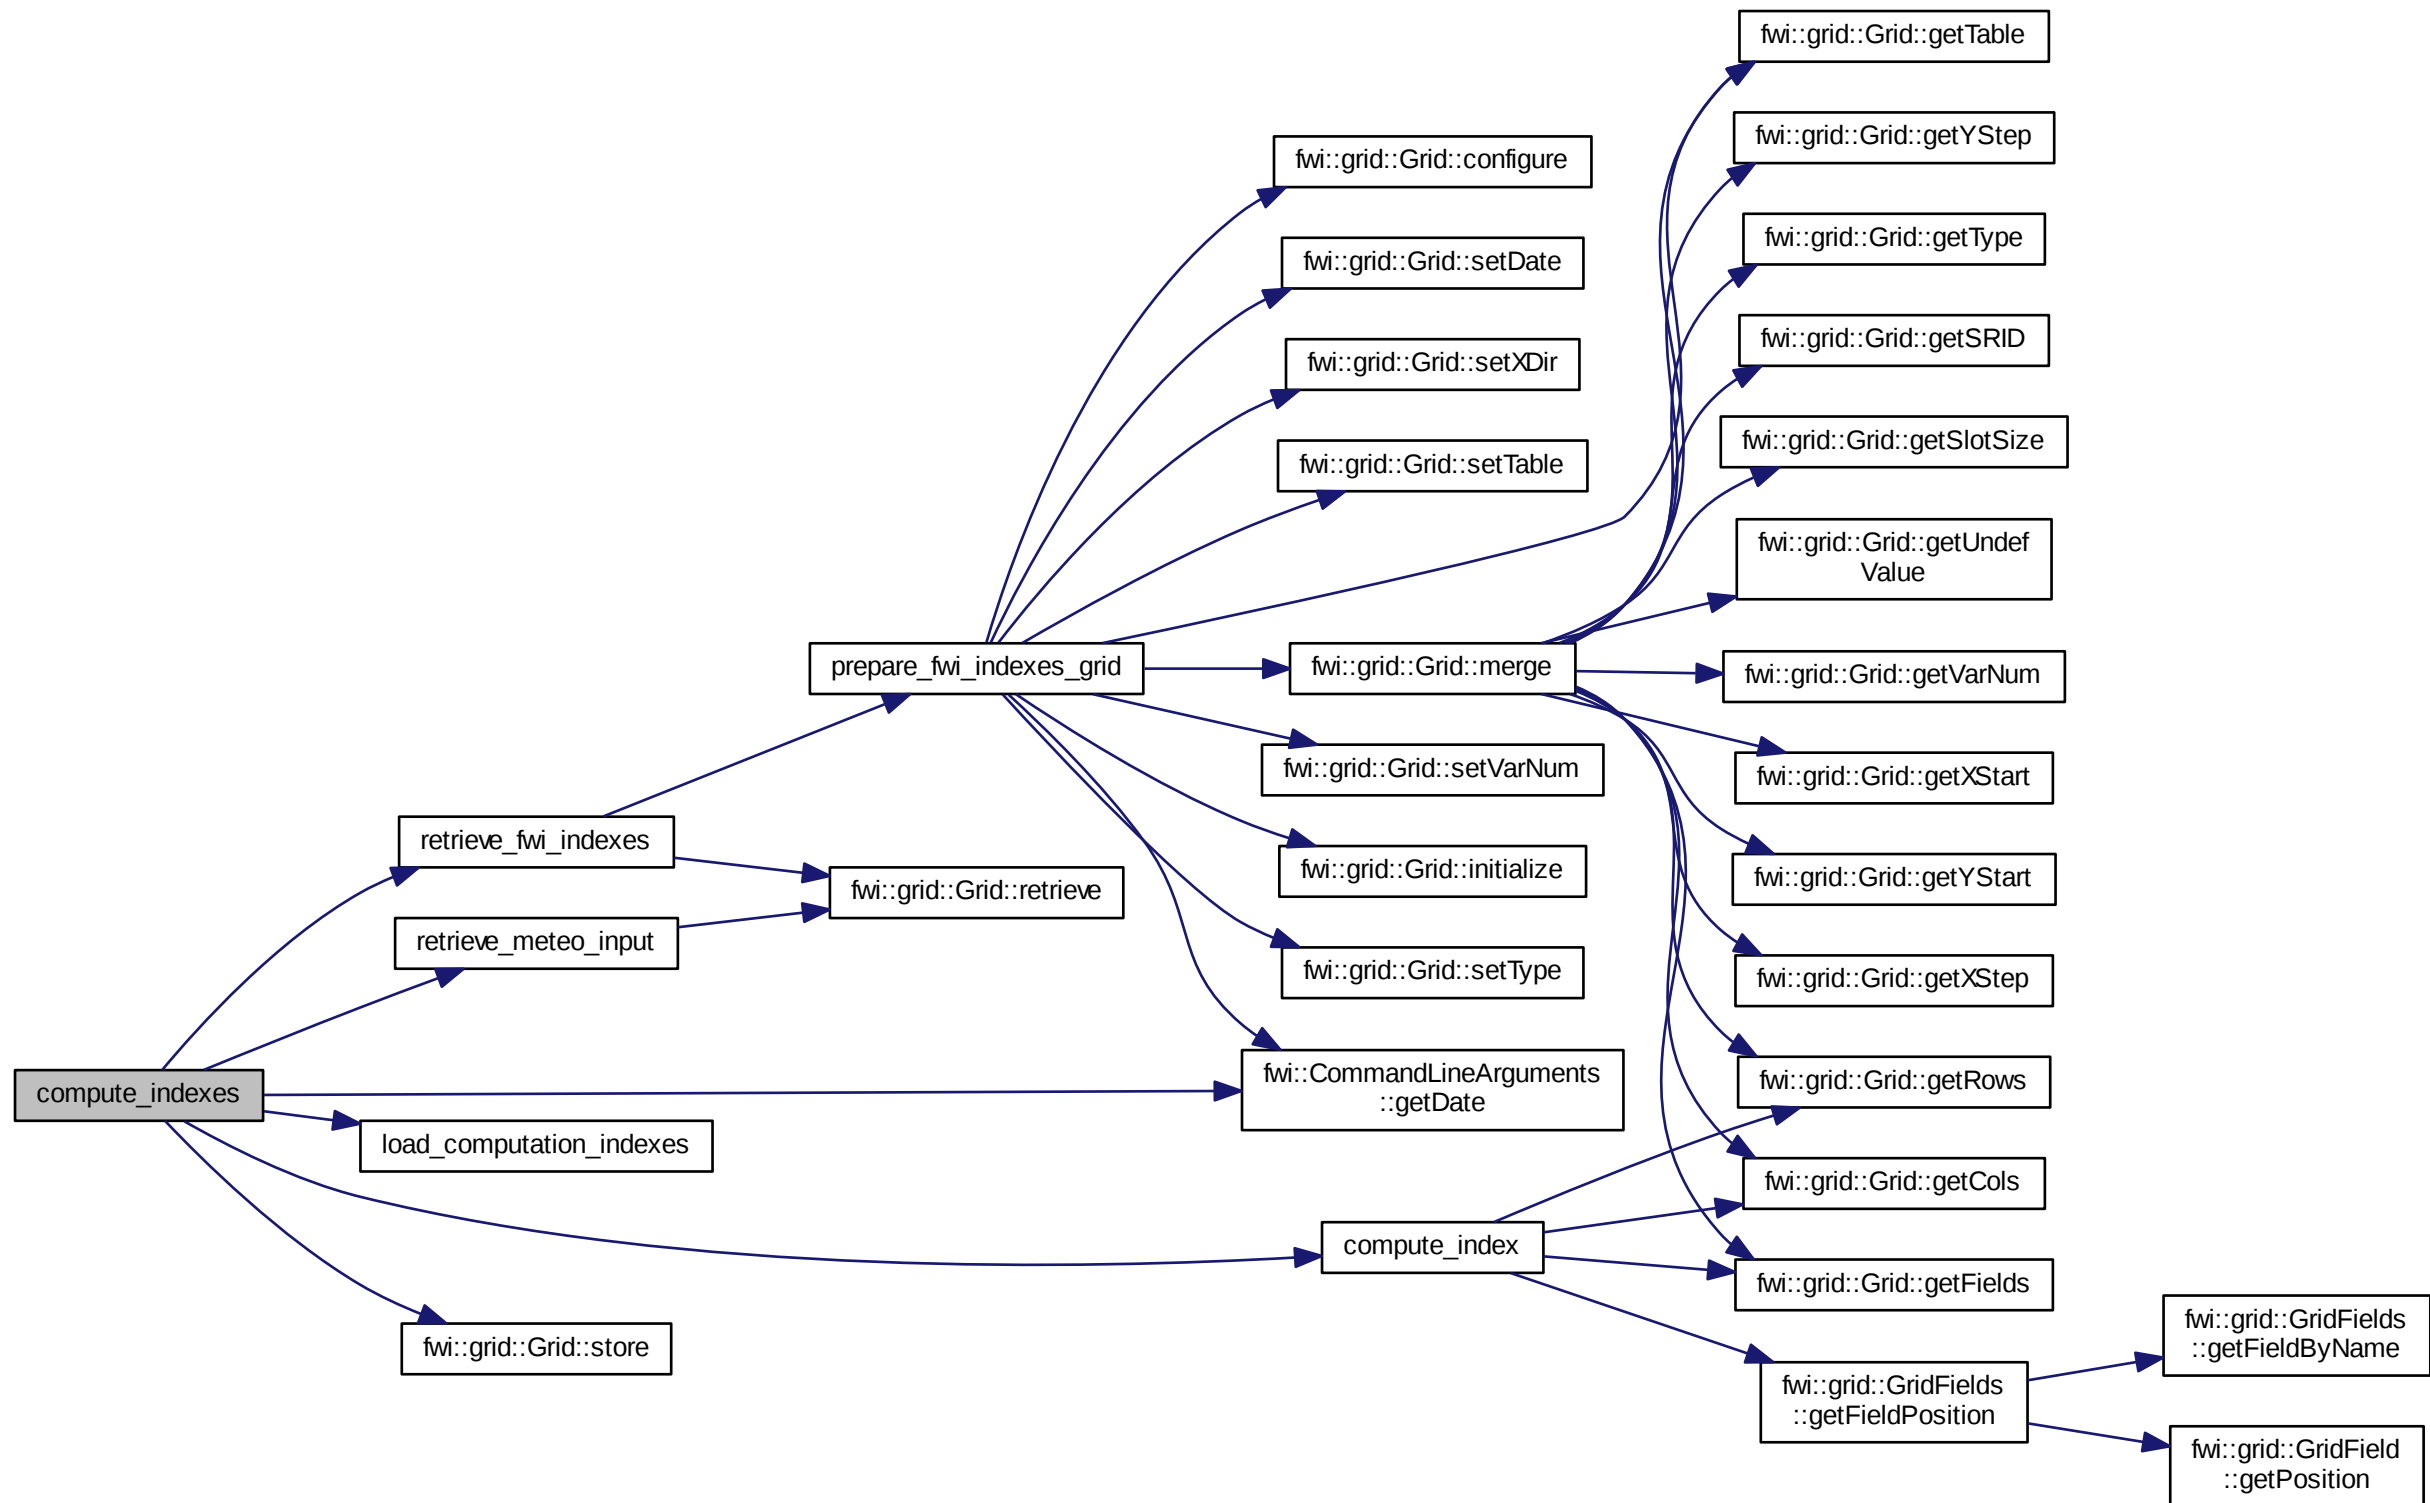 fwi::grid::Grid::getTable
fwi::grid::Grid::getYStep
fwi::grid::Grid::configure
fwi::grid::Grid::getType
fwi::grid::Grid::setDate
fwi::grid::Grid::getSRID
fwi::grid::Grid::setXDir
fwi::grid::Grid::getSlotSize
fwi::grid::Grid::setTable
fwi::grid::Grid::getUndef
Value
prepare_fwi_indexes_grid
fwi::grid::Grid::merge
fwi::grid::Grid::getVarNum
fwi::grid::Grid::setVarNum
fwi::grid::Grid::getXStart
retrieve_fwi_indexes
fwi::grid::Grid::initialize
fwi::grid::Grid::getYStart
fwi::grid::Grid::retrieve
retrieve_meteo_input
fwi::grid::Grid::setType
fwi::grid::Grid::getXStep
compute_indexes
fwi::CommandLineArguments
::getDate
fwi::grid::Grid::getRows
load_computation_indexes
fwi::grid::Grid::getCols
compute_index
fwi::grid::Grid::getFields
fwi::grid::Grid::store
fwi::grid::GridFields
::getFieldByName
fwi::grid::GridFields
::getFieldPosition
fwi::grid::GridField
::getPosition